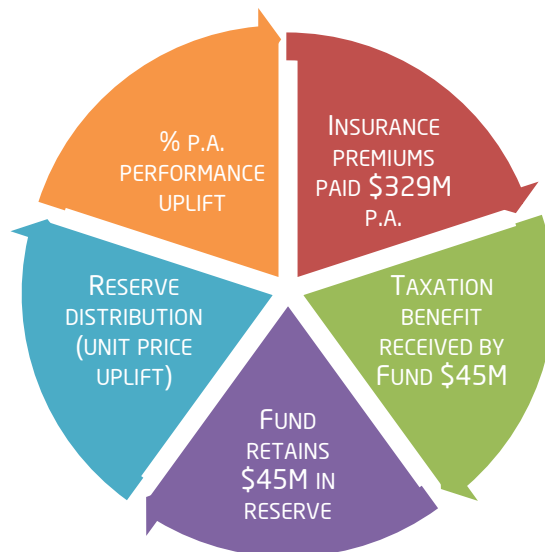 % P.A.
PERFORMANCE
UPLIFT
INSURANCE
PREMIUMS
PAID $329M
P.A.
TAXATION
BENEFIT
RECEIVED BY
FUND $45M
FUND
RETAINS
$45M IN
RESERVE
RESERVE
DISTRIBUTION
(UNIT PRICE
UPLIFT)